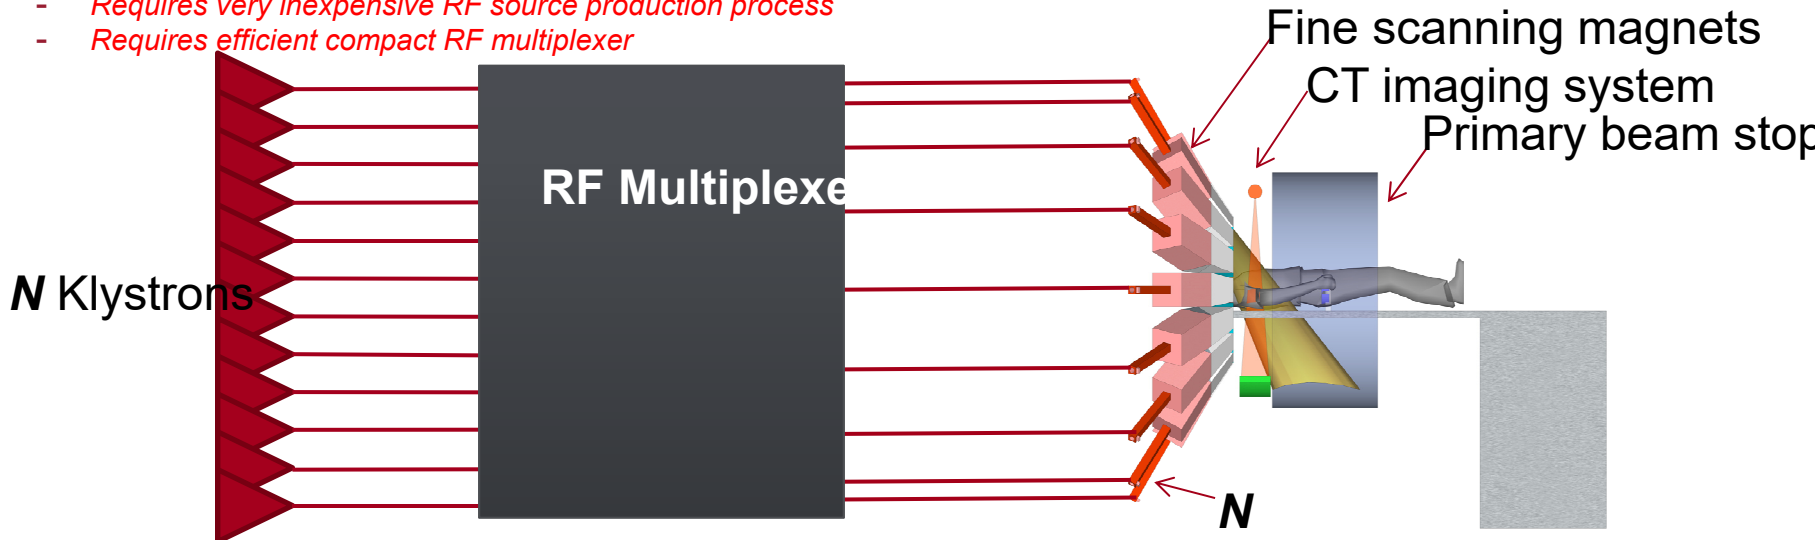 - Requires very inexpensive RF source production process
- Requires efficient compact RF multiplexer
Fine scanning magnets
CT imaging system
Primary beam stop
RF Multiplexe
N Klystrons
N